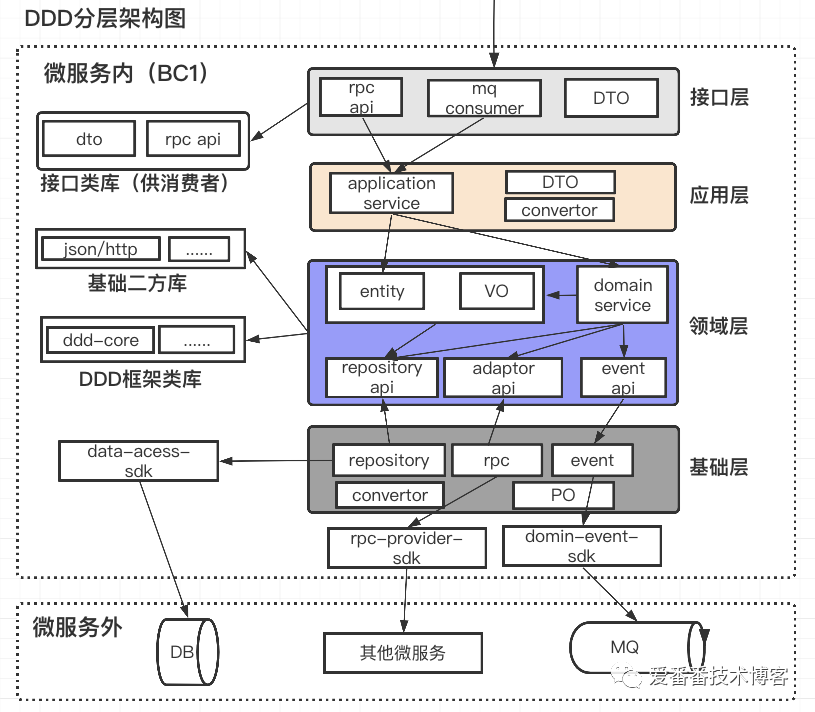 DDD分层架构图
微服务内（BC1）
rpc
api
mq
consumer
DTO
接口层
dto
rpc api
接口类库（供消费者）
application
service
DTO
convertor
应用层
json/http
......
基础二方库
entity
VO
domain
service
领域层
ddd-core
......
DDD框架类库
repository
api
adaptor
api
event
api
data-acess-
sdk
repository
rpc
event
基础层
convertor
PO
rpc-provider-
sdk
domin-event-
sdk
微服务外
DB
其他微服务
MQ
爱番番技术博客